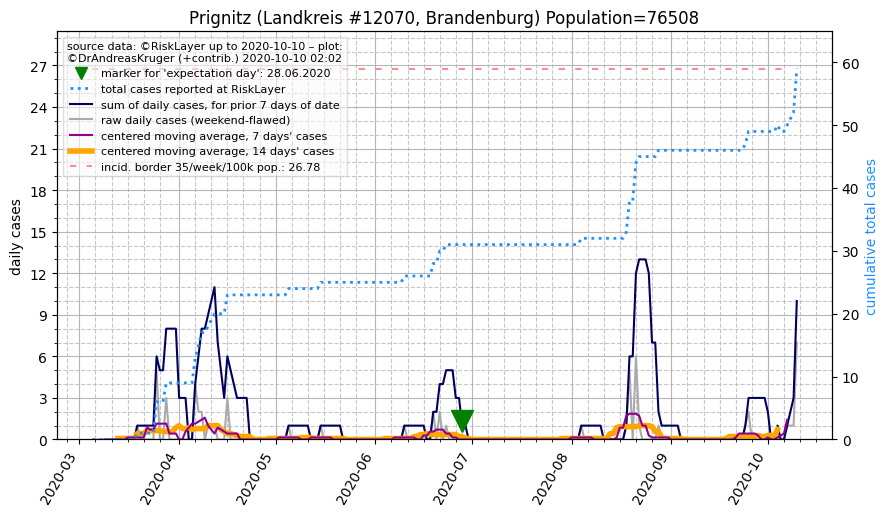 Prignitz (Landkreis #12070, Brandenburg) Population=76508
source data: ©RiskLayer up to 2020-10-10 – plot:
©DrAndreasKruger (+contrib.) 2020-10-10 02:02
marker for 'expectation day': 28.06.2020
total cases reported at RiskLayer
sum of daily cases, for prior 7 days of date
raw daily cases (weekend-flawed)
centered moving average, 7 days' cases
centered moving average, 14 days' cases
incid. border 35/week/100k pop.: 26.78
daily cases
27
24
21
18
15
12
9
6
3
0
60
50
40
30
20
10
0
cumulative total cases
2020-03
2020-04
2020-05
2020-06
2020-07
2020-08
2020-09
2020-10